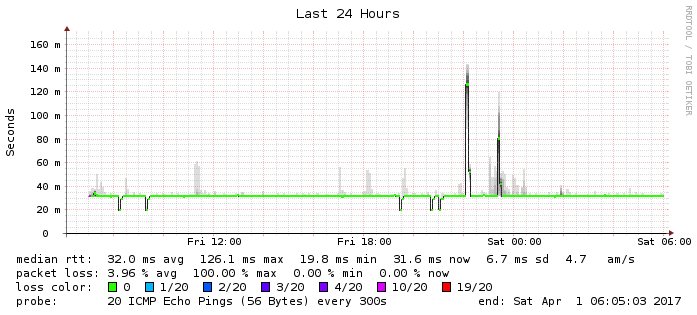 Last 24 Hours
RRDTOOL / TOBI OETIKER
Seconds
160 m
140 m
120 m
100 m
80 m
60 m
40 m
20 m
0
Fri 12:00 Fri 18:00 Sat 00:00 Sat 06:00
median rtt: 32.0 ms avg 126.1 ms max 19.8 ms min 31.6 ms now 6.7 ms sd 4.7 am/s
packet loss: 3.96 % avg 100.00 % max 0.00 % min 0.00 % now
loss color: 0 1/20 2/20 3/20 4/20 10/20 19/20
probe: 20 ICMP Echo Pings (56 Bytes) every 300s end: Sat Apr 1 06:05:03 2017